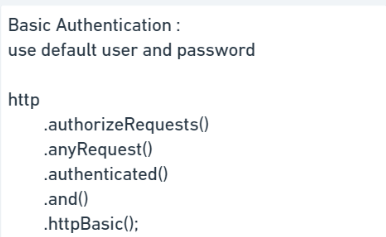 Basic Authentication :
use default user and password
http
.authorizeRequests()
.anyRequest()
.authenticated()
.and()
.httpBasic();